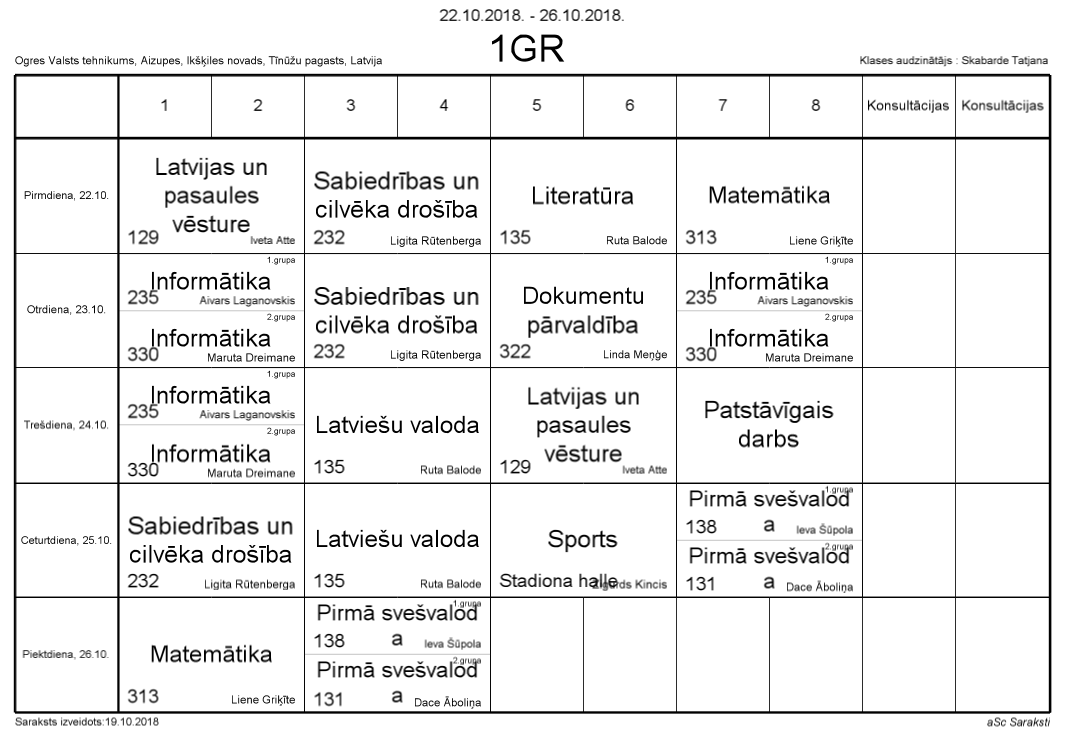 22.10.2018. - 26.10.2018.
1GR
Ogres Valsts tehnikums, Aizupes, Ikšķiles novads, Tīnūžu pagasts, Latvija
Klases audzinātājs : Skabarde Tatjana
1 2 3 4 5 6 7 8 Konsultācijas Konsultācijas
Pirmdiena, 22.10.
Latvijas un
pasaules
vēsture
129
Iveta Atte
Sabiedrības un
cilvēka drošība
232
Ligita Rūtenberga
Literatūra
135
Ruta Balode
Matemātika
313
Liene Griķīte
Otrdiena, 23.10.
1.grupa
Informātika
235
Aivars Laganovskis
2.grupa
Informātika
330
Maruta Dreimane
Sabiedrības un
cilvēka drošība
232
Ligita Rūtenberga
Dokumentu
pārvaldība
322
Linda Meņģe
1.grupa
Informātika
235
Aivars Laganovskis
2.grupa
Informātika
330
Maruta Dreimane
Trešdiena, 24.10.
1.grupa
Informātika
235
Aivars Laganovskis
2.grupa
Informātika
330
Maruta Dreimane
Latviešu valoda
135
Ruta Balode
Latvijas un
pasaules
vēsture
129
Iveta Atte
Patstāvīgais
darbs
Ceturtdiena, 25.10.
Sabiedrības un
cilvēka drošība
232
Ligita Rūtenberga
Latviešu valoda
135
Ruta Balode
Sports
Stadiona halle
Zigurds Kincis
1.grupa
Pirmā svešvalod
a
138
Ieva Šūpola
2.grupa
Pirmā svešvalod
a
131
Dace Āboliņa
Piektdiena, 26.10.
Matemātika
313
Liene Griķīte
1.grupa
Pirmā svešvalod
a
138
Ieva Šūpola
2.grupa
Pirmā svešvalod
a
131
Dace Āboliņa
Saraksts izveidots:19.10.2018
aSc Saraksti